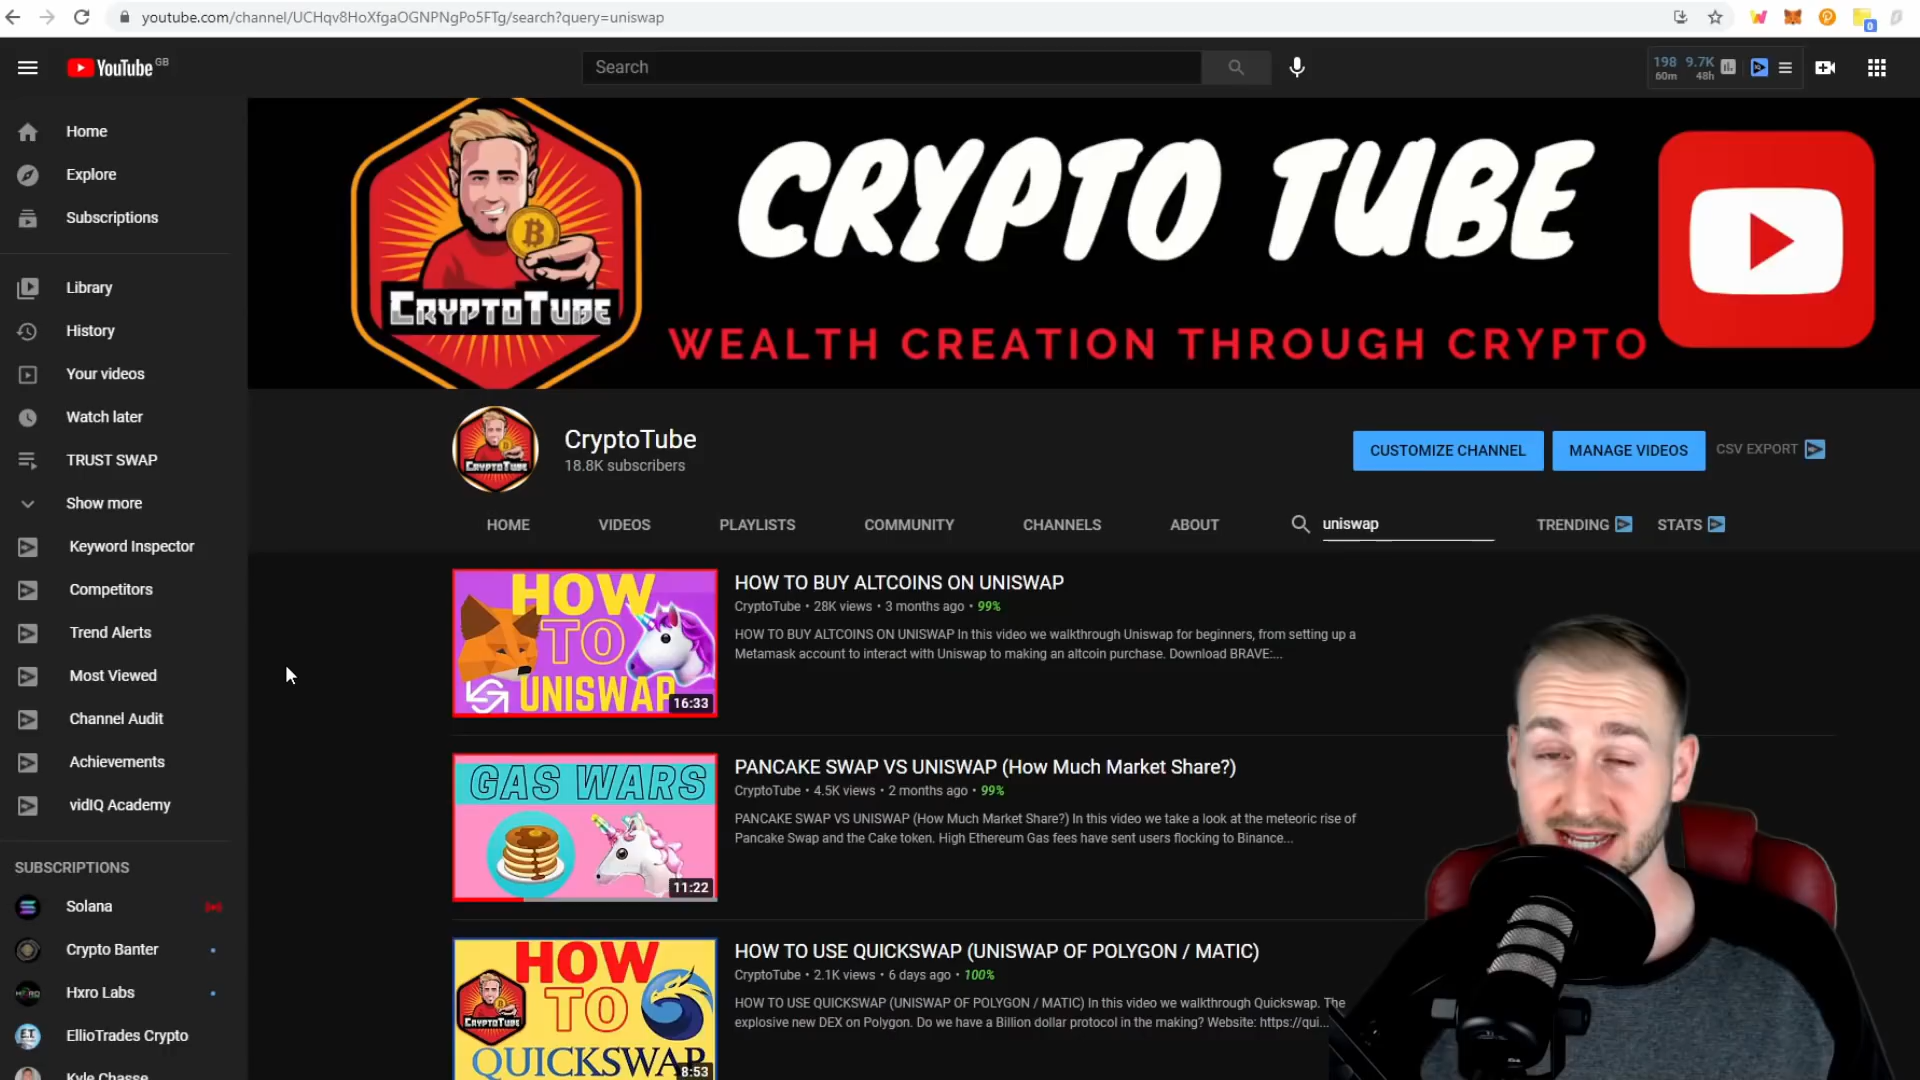 youtube.com/channel/UCHqv8HoXfgaOGNPNgPo5FTg/search?query=uniswap
0
YouTube GB
Search
198 9.7K
60m 48h
Home
Explore
Subscriptions
Library
History
Your videos
Watch later
TRUST SWAP
Show more
Keyword Inspector
Competitors
Trend Alerts
Most Viewed
Channel Audit
Achievements
vidIQ Academy
SUBSCRIPTIONS
Solana
Crypto Banter
Hxro Labs
EllioTrades Crypto
Kyle Chasse
CRYPTOTUBE
CRYPTO TUBE
WEALTH CREATION THROUGH CRYPTO
CRYPTOTUBE
CryptoTube
18.8K subscribers
CUSTOMIZE CHANNEL
MANAGE VIDEOS
CSV EXPORT
HOME
VIDEOS
PLAYLISTS
COMMUNITY
CHANNELS
ABOUT
uniswap
TRENDING
STATS
HOW
TO
UNISWAP
16:33
HOW TO BUY ALTCOINS ON UNISWAP
CryptoTube • 28K views • 3 months ago • 99%
HOW TO BUY ALTCOINS ON UNISWAP In this video we walkthrough Uniswap for beginners, from setting up a
Metamask account to interact with Uniswap to making an altcoin purchase. Download BRAVE:...
GAS WARS
11:22
PANCAKE SWAP VS UNISWAP (How Much Market Share?)
CryptoTube • 4.5K views • 2 months ago • 99%
PANCAKE SWAP VS UNISWAP (How Much Market Share?) In this video we take a look at the meteoric rise of
Pancake Swap and the Cake token. High Ethereum Gas fees have sent users flocking to Binance...
HOW
TO
CRYPTOTUBE
QUICKSWAP
8:53
HOW TO USE QUICKSWAP (UNISWAP OF POLYGON / MATIC)
CryptoTube • 2.1K views • 6 days ago • 100%
HOW TO USE QUICKSWAP (UNISWAP OF POLYGON / MATIC) In this video we walkthrough Quickswap. The
explosive new DEX on Polygon. Do we have a Billion dollar protocol in the making? Website: https://qui...